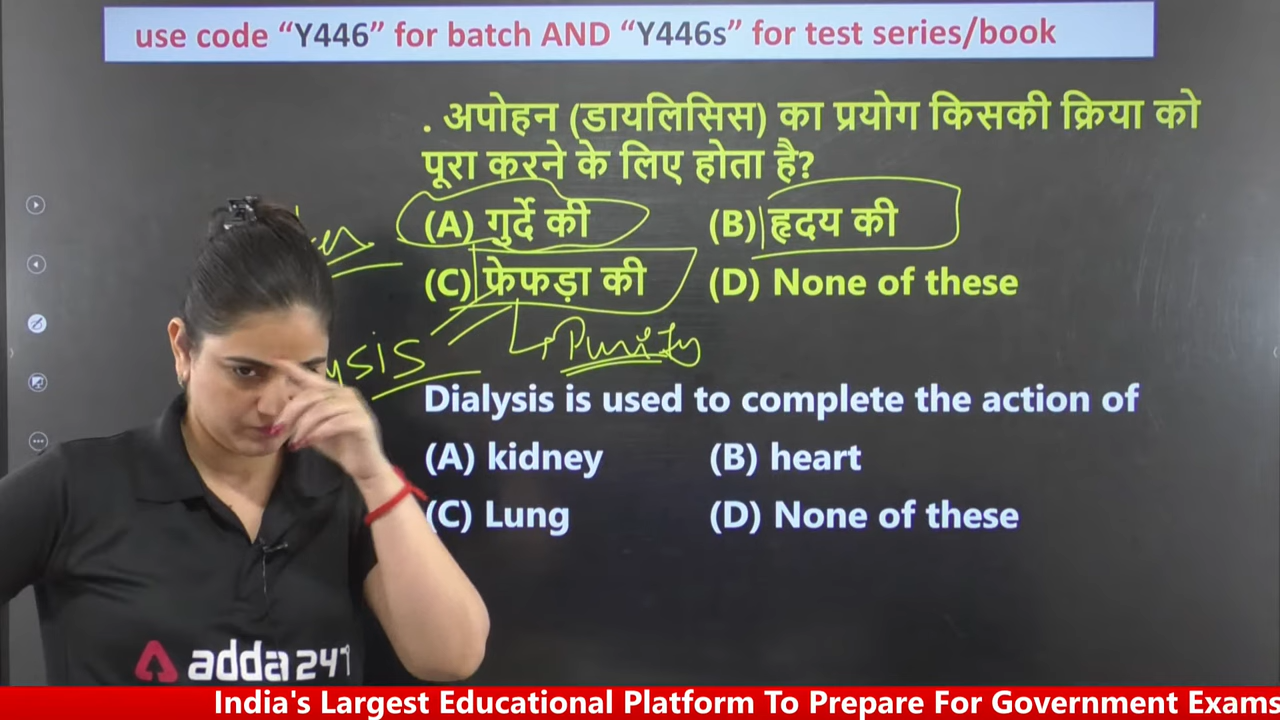 use code “Y446” for batch AND “Y446s” for test series/book
. अपोहन (डायलिसिस) का प्रयोग किसकी क्रिया को
पूरा करने के लिए होता है?
(A) गुर्दे की (B) हृदय की
(C) फ्रेफड़ा की (D) None of these
Purify
Dialysis is used to complete the action of
(A) kidney (B) heart
(C) Lung (D) None of these
adda 247
India's Largest Educational Platform To Prepare For Government Exams